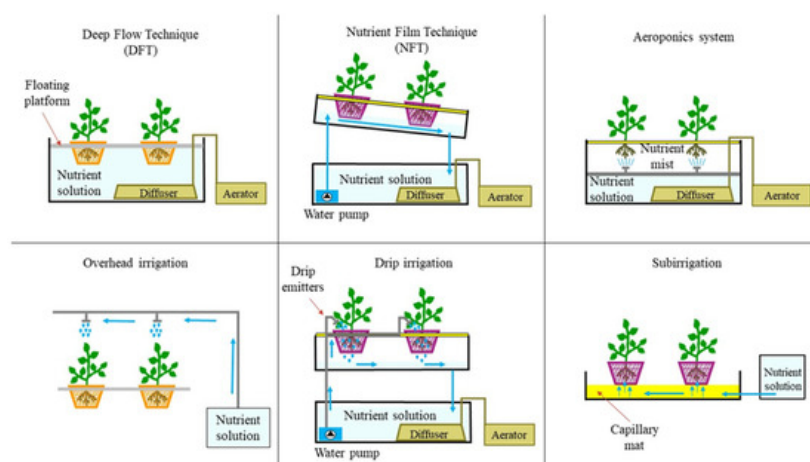 Deep Flow Technique
(DFT)
Floating
platform
Nutrient
solution
Diffuser
Aerator
Nutrient Film Technique
(NFT)
Nutrient solution
Diffuser
Aerator
Water pump
Aeroponics system
Nutrient
mist
Nutrient
solution
Diffuser
Aerator
Overhead irrigation
Nutrient
solution
Drip irrigation
Drip
emitters
Nutrient solution
Diffuser
Aerator
Water pump
Subirrigation
Nutrient
solution
Capillary
mat